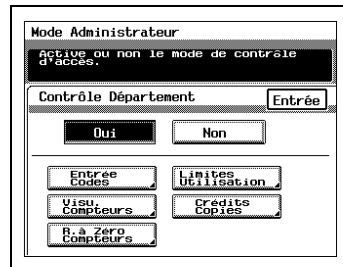 Mode Administrateur
Active ou non le mode de contrôle
d'accès.
Contrôle Département
Entrée
Oui Non
Entrée
Codes
Limites
Utilisation
Visu.
Compteurs
Crédits
Copies
R.à Zéro
Compteurs